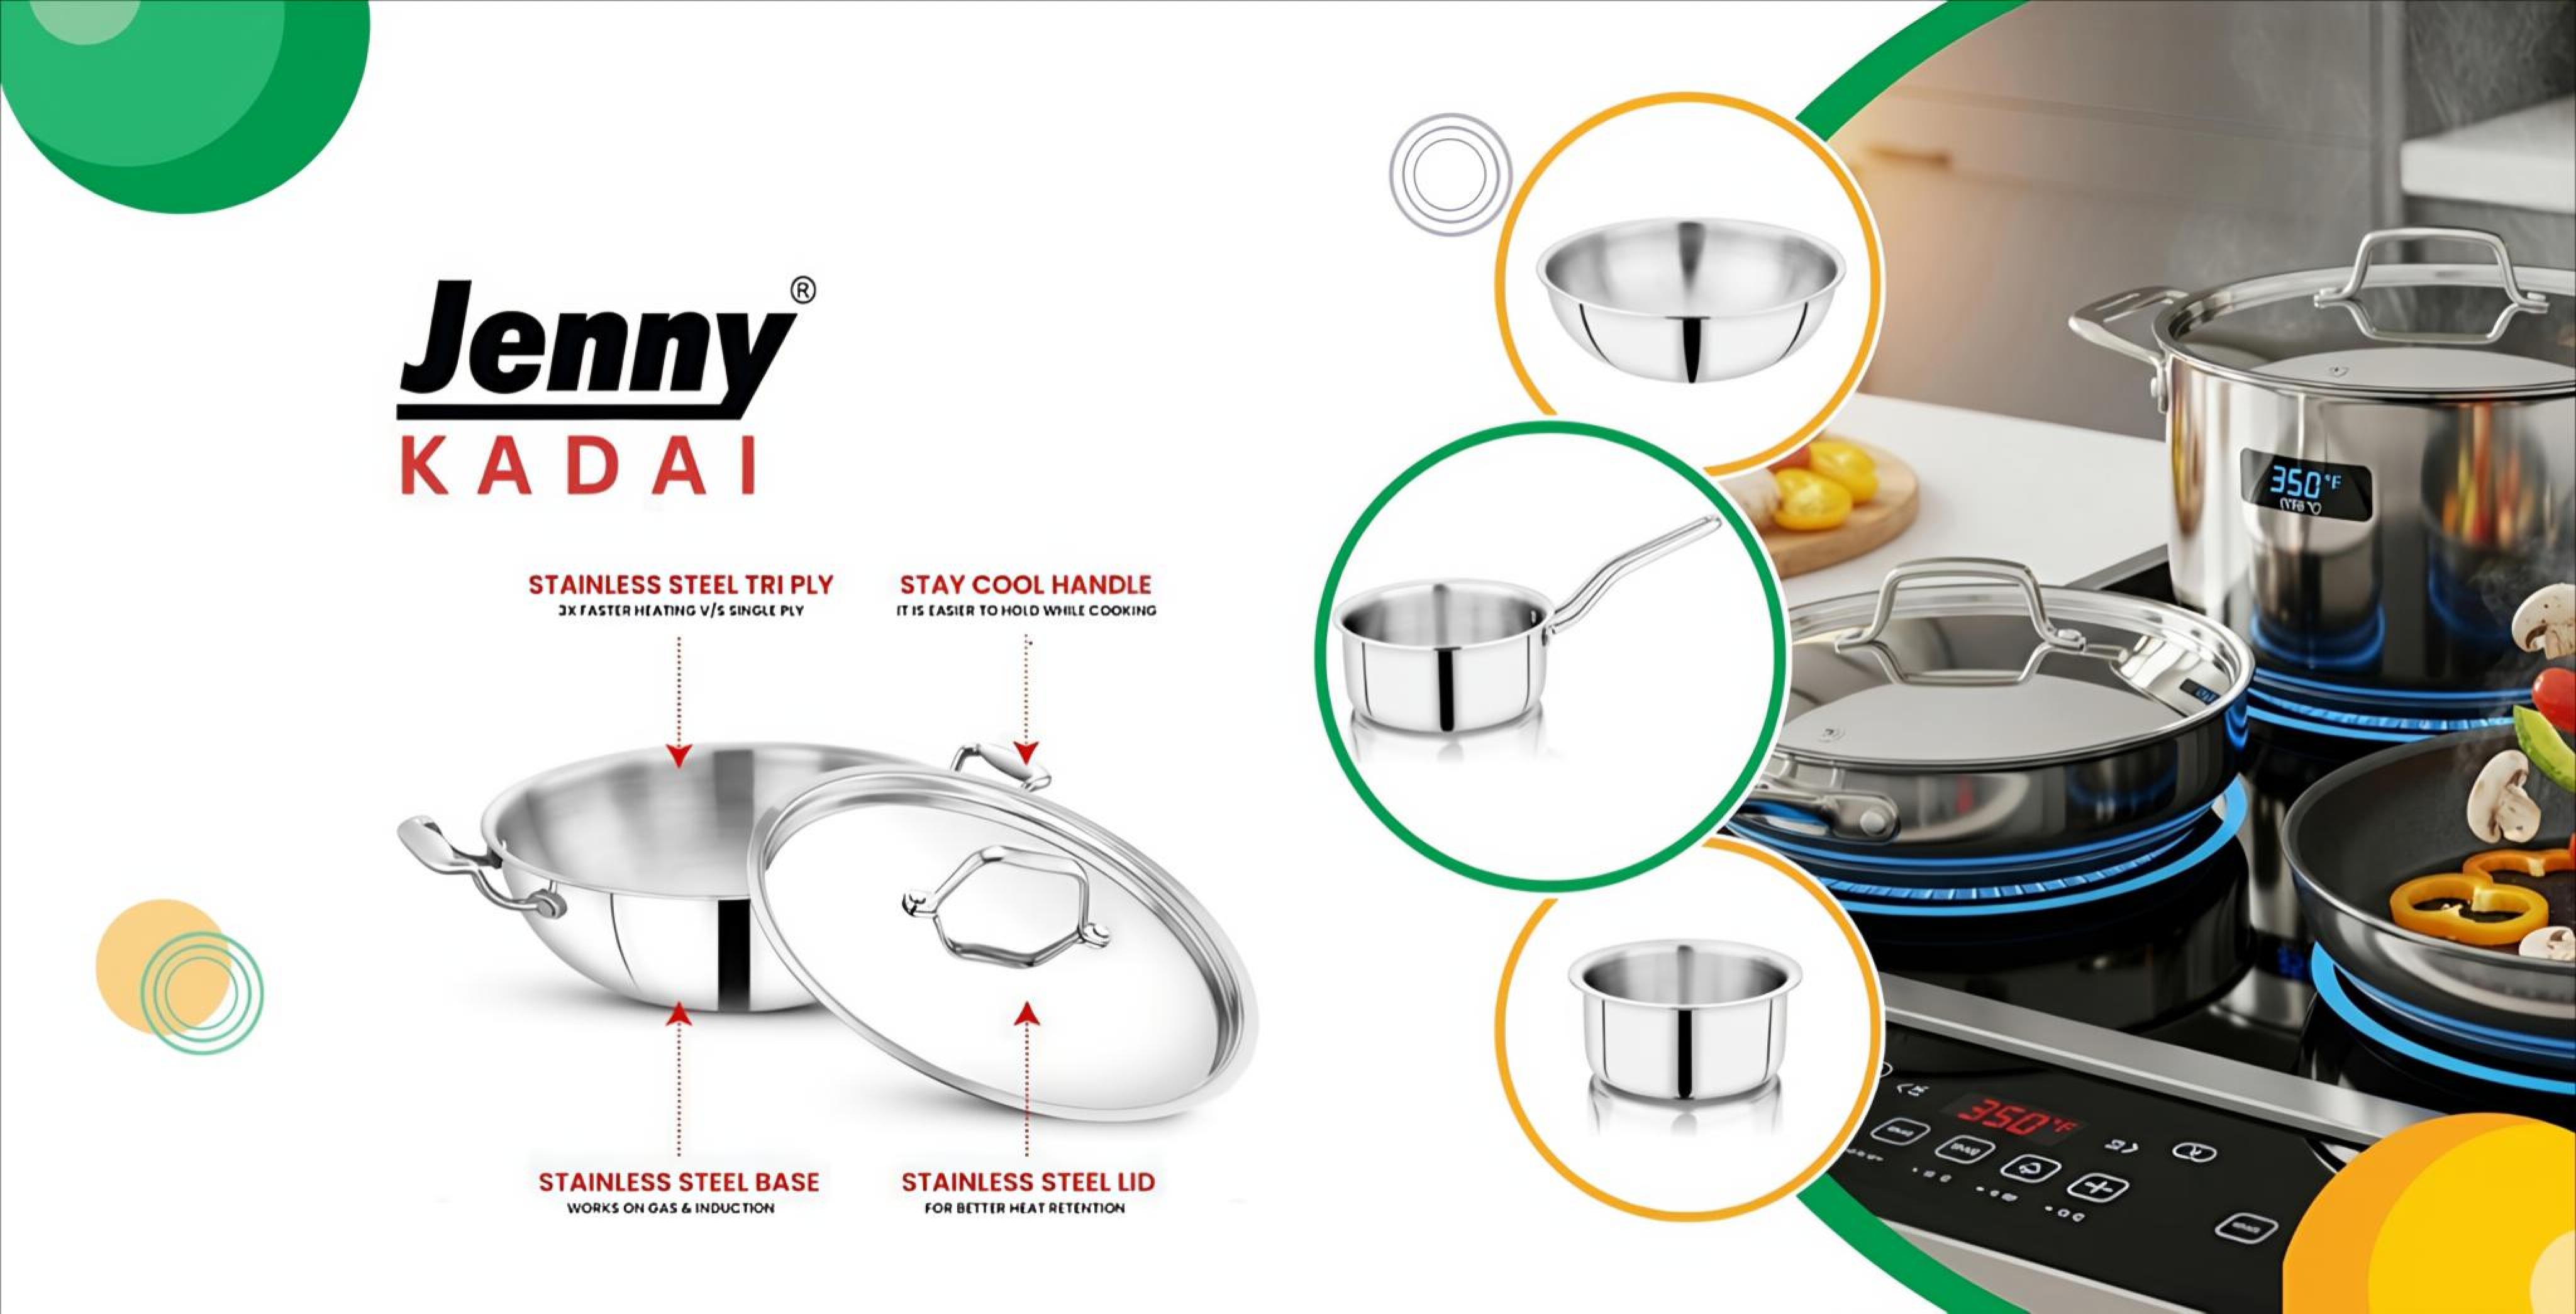 Jenny®
KADAI
STAINLESS STEEL TRI PLY
3X FASTER HEATING V/S SINGLE PLY
STAY COOL HANDLE
IT IS EASIER TO HOLD WHILE COOKING
STAINLESS STEEL BASE
WORKS ON GAS & INDUCTION
STAINLESS STEEL LID
FOR BETTER HEAT RETENTION
350°F
350°F